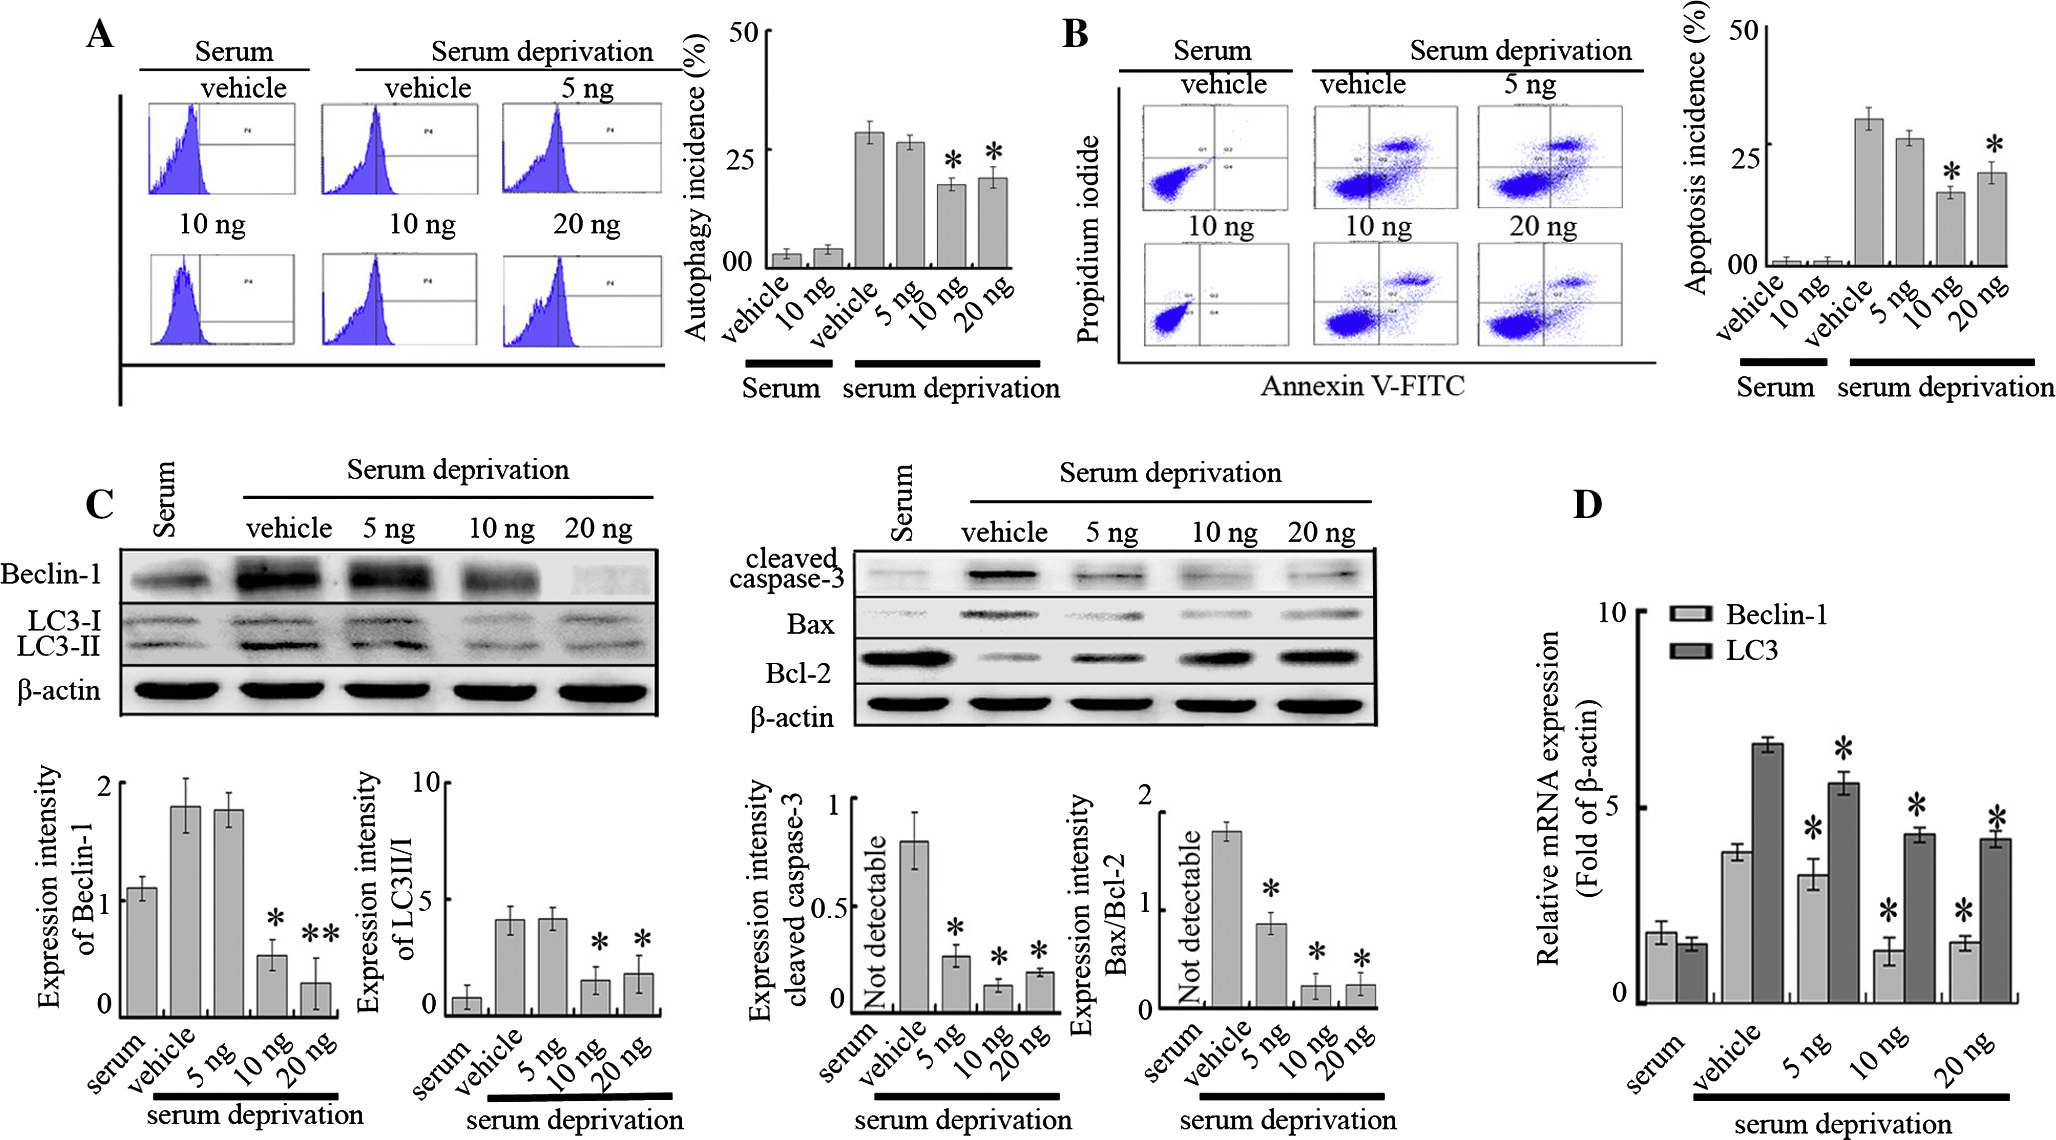 A
Serum
Serum deprivation
vehicle
vehicle
5 ng
P4
P4
P4
10 ng
10 ng
20 ng
P4
P4
P4
Autophagy incidence (%)
50
25
00
vehicle
10 ng
vehicle
5 ng
10 ng
20 ng
*
*
Serum
serum deprivation
B
Serum
Serum deprivation
vehicle
vehicle
5 ng
10 ng
10 ng
20 ng
Propidium iodide
Annexin V-FITC
Apoptosis incidence (%)
50
25
00
*
*
vehicle
10 ng
vehicle
5 ng
10 ng
20 ng
Serum
serum deprivation
C
Serum
Serum deprivation
vehicle
5 ng
10 ng
20 ng
Beclin-1
LC3-I
LC3-II
β-actin
Serum
Serum deprivation
vehicle
5 ng
10 ng
20 ng
cleaved
caspase-3
Bax
Bcl-2
β-actin
Expression intensity
of Beclin-1
2
1
0
*
**
serum
vehicle
5 ng
10 ng
20 ng
serum deprivation
Expression intensity
of LC3II/I
10
5
0
*
*
serum
vehicle
5 ng
10 ng
20 ng
serum deprivation
Expression intensity
cleaved caspase-3
1
0.5
0
Not detectable
*
*
*
serum
vehicle
5 ng
10 ng
20 ng
serum deprivation
Expression intensity
Bax/Bcl-2
2
1
0
Not detectable
*
*
*
serum
vehicle
5 ng
10 ng
20 ng
serum deprivation
D
Relative mRNA expression
(Fold of β-actin)
10
5
0
Beclin-1
LC3
*
*
*
*
*
*
serum
vehicle
5 ng
10 ng
20 ng
serum deprivation